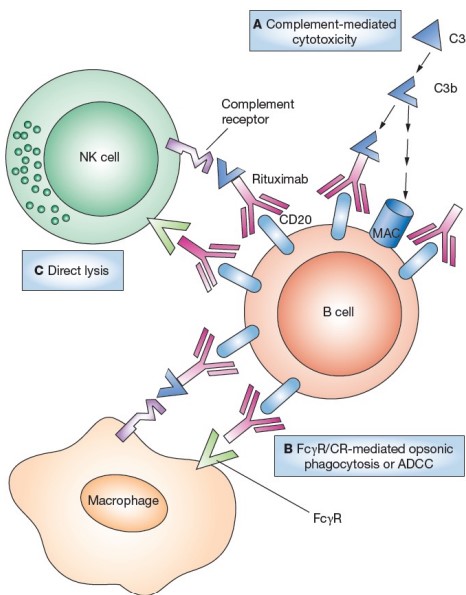 A Complement-mediated
cytotoxicity
C3
C3b
Complement
receptor
NK cell
Rituximab
CD20
MAC
C Direct lysis
B cell
B FcγR/CR-mediated opsonic
phagocytosis or ADCC
Macrophage
FcγR